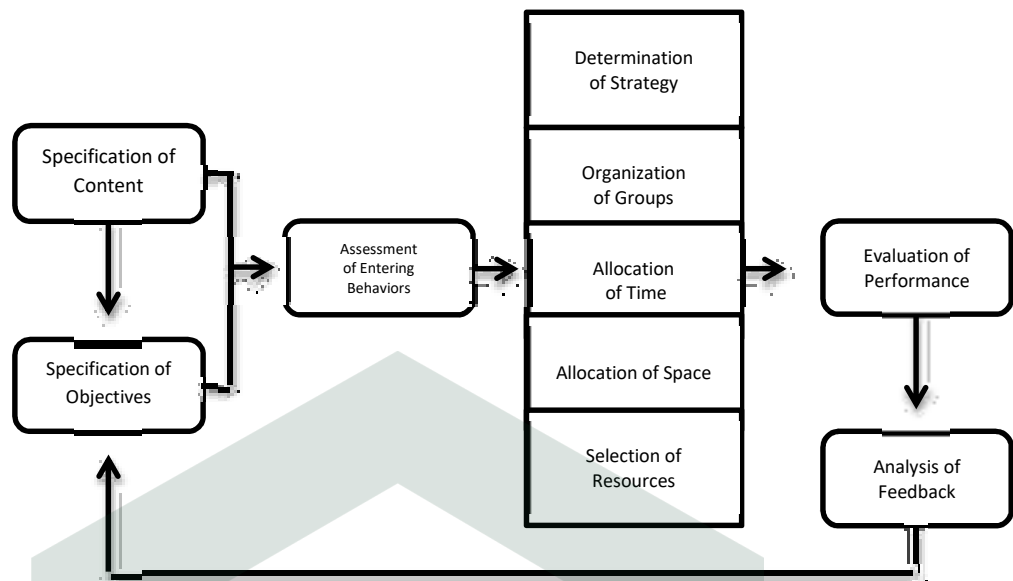 Specification of
Content
Specification of
Objectives
Assessment
of Entering
Behaviors
Determination
of Strategy
Organization
of Groups
Allocation
of Time
Allocation of Space
Selection of
Resources
Evaluation of
Performance
Analysis of
Feedback